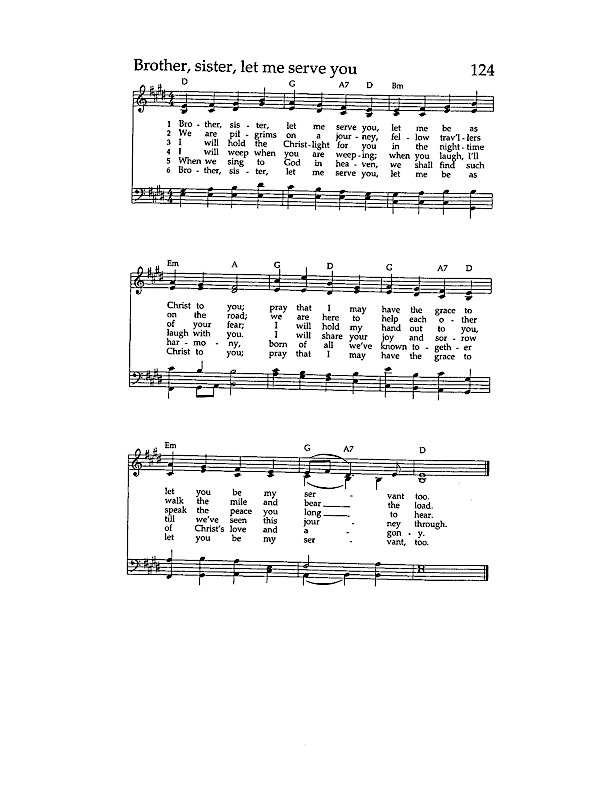 Brother, sister, let me serve you 124
D G A7 D Bm
1 Bro - ther, sis - ter, let me serve you, let me be as
2 We are pil - grims on a jour - ney, fel - low trav'l - lers
3 I will hold the Christ - light for you in the night - time
4 I will weep when you are weep - ing; when you laugh, I'll
5 When we sing to God in hea - ven, we shall find such
6 Bro - ther, sis - ter, let me serve you, let me be as
Em A G D G A7 D
Christ to you; pray that I may have the grace to
on the road; we are here to help each o - ther
of your fear; I will hold my hand out to you,
laugh with you. I will share your joy and sor - row
har - mo - ny, born of all we've known to - geth - er
Christ to you; pray that I may have the grace to
Em G A7 D
let you be my ser - vant too.
walk the mile and bear the load.
speak the peace you long to hear.
till we've seen this jour - ney through.
of Christ's love and a - gon - y.
let you be my ser - vant, too.